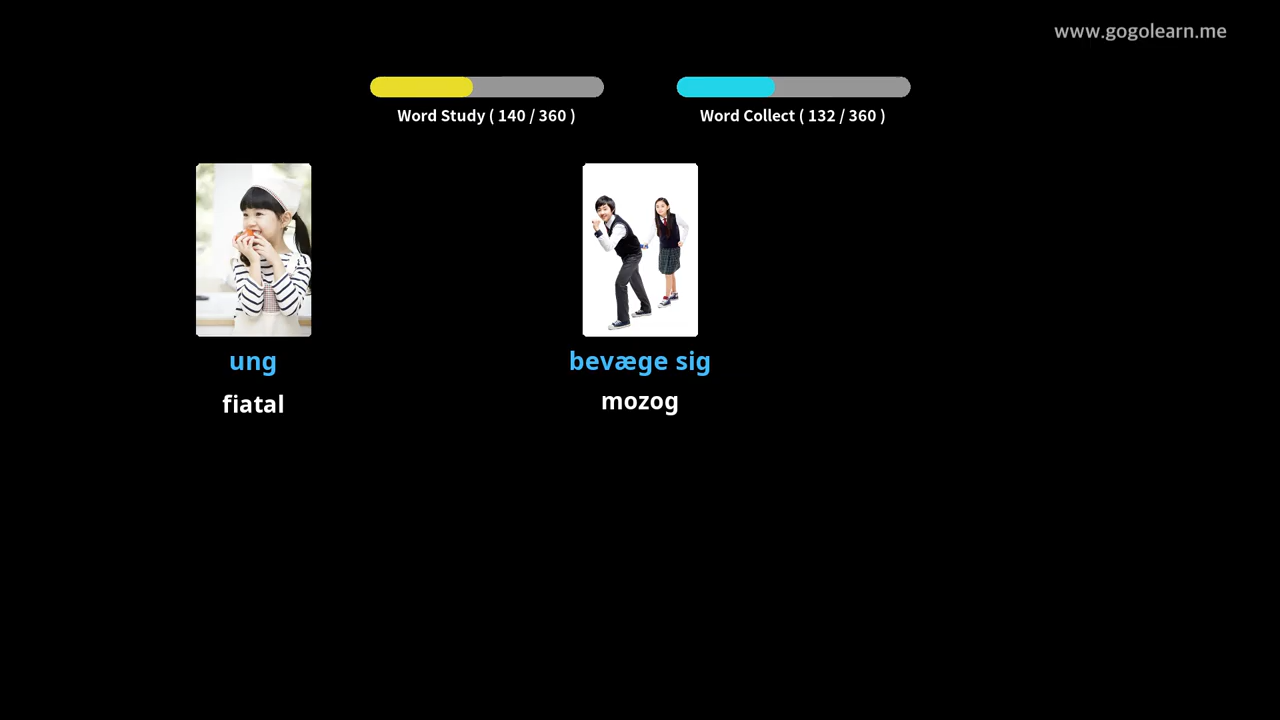 www.gogolearn.me
Word Study ( 140 / 360 )
Word Collect ( 132 / 360 )
ung
fiatal
bevæge sig
mozog